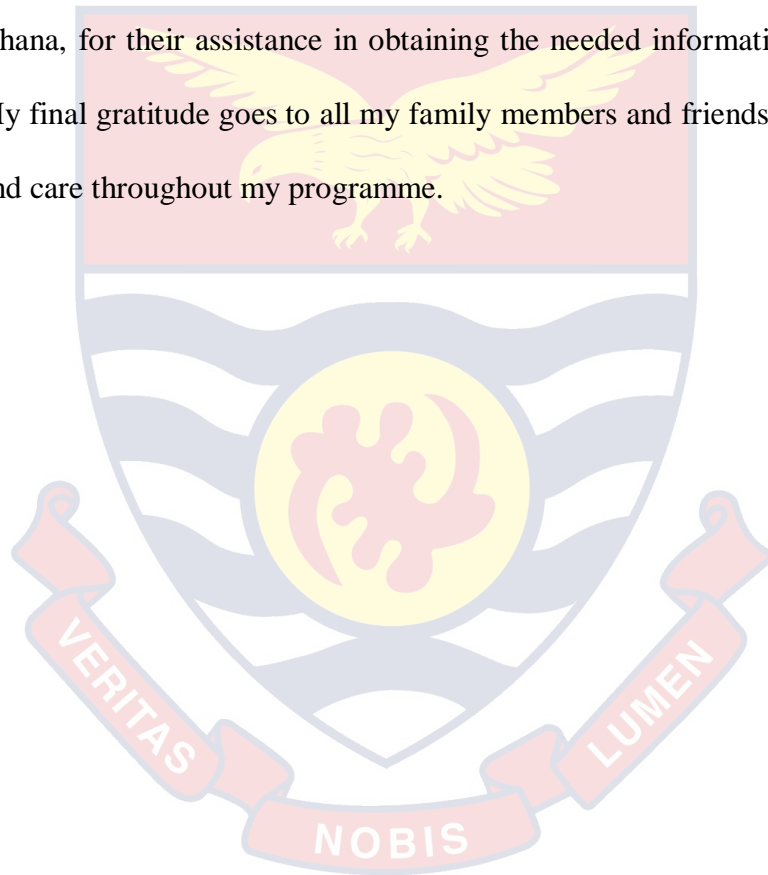 hana, for their assistance in obtaining the needed informati
y final gratitude goes to all my family members and friends
nd care throughout my programme.
VERITAS
NOBIS
LUMEN